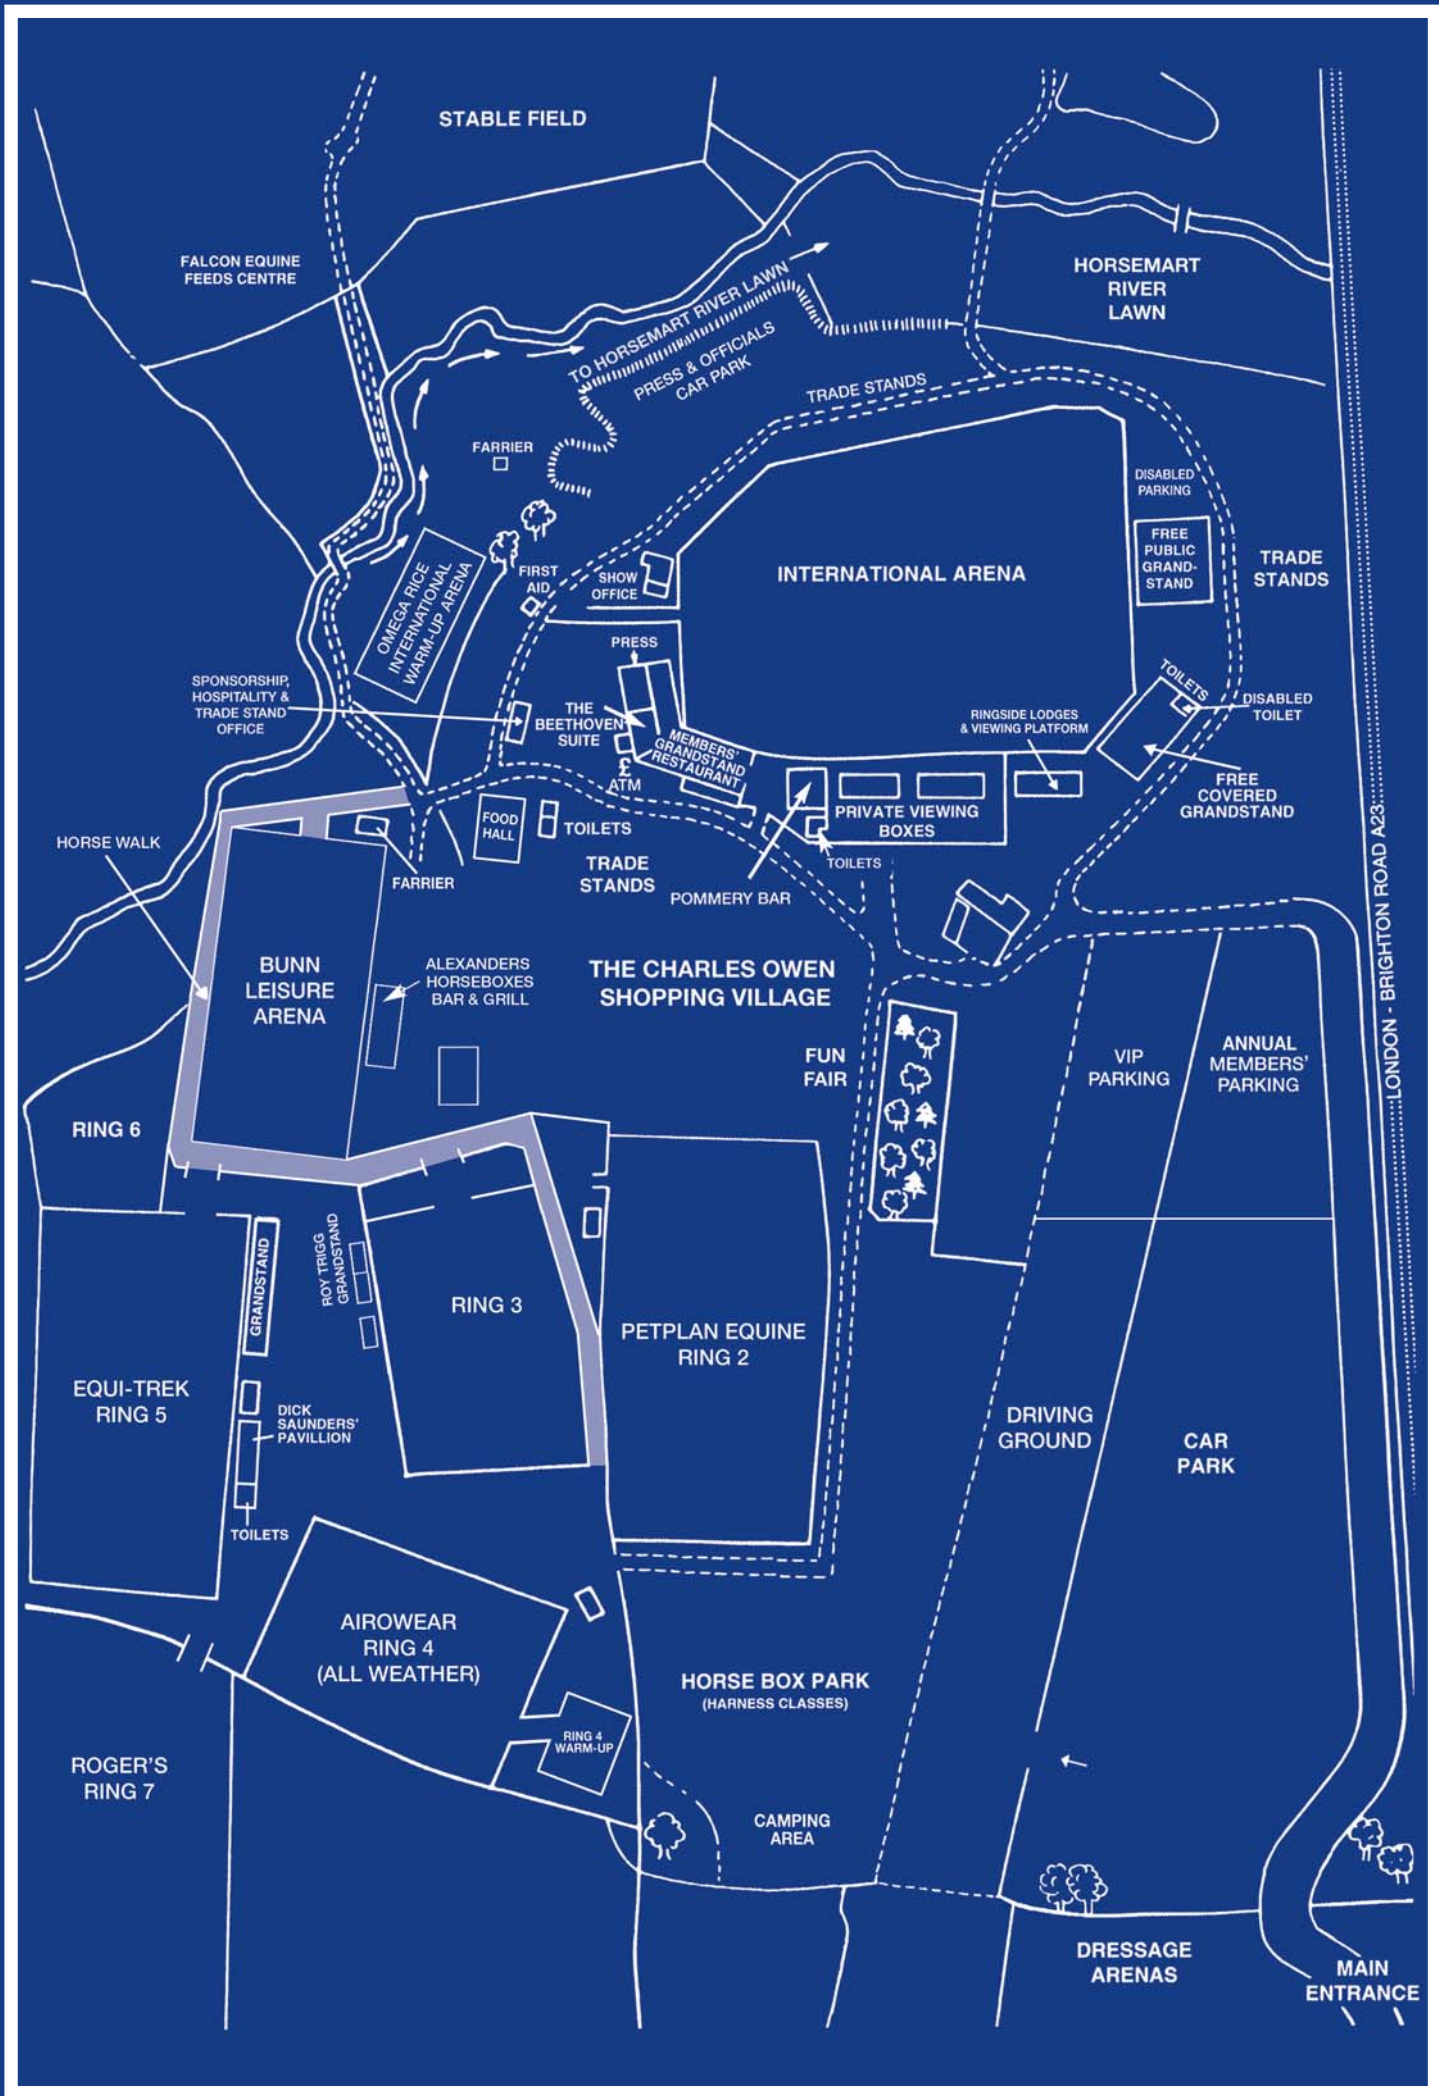 STABLE FIELD
FALCON EQUINE
FEEDS CENTRE
HORSEMART
RIVER
LAWN
TO HORSEMART RIVER LAWN
PRESS & OFFICIALS
CAR PARK
TRADE STANDS
FARRIER
DISABLED
PARKING
FREE
PUBLIC
GRAND-
STAND
TRADE
STANDS
INTERNATIONAL ARENA
OMEGA RICE
INTERNATIONAL
WARM-UP ARENA
FIRST
AID
SHOW
OFFICE
PRESS
SPONSORSHIP,
HOSPITALITY &
TRADE STAND
OFFICE
THE
BEETHOVEN
SUITE
MEMBERS'
GRANDSTAND
RESTAURANT
£
ATM
RINGSIDE LODGES
& VIEWING PLATFORM
TOILETS
DISABLED
TOILET
FREE
COVERED
GRANDSTAND
PRIVATE VIEWING
BOXES
TOILETS
POMMERY BAR
FOOD
HALL
TOILETS
TRADE
STANDS
HORSE WALK
FARRIER
LONDON - BRIGHTON ROAD A23
BUNN
LEISURE
ARENA
ALEXANDERS
HORSEBOXES
BAR & GRILL
THE CHARLES OWEN
SHOPPING VILLAGE
FUN
FAIR
VIP
PARKING
ANNUAL
MEMBERS'
PARKING
RING 6
GRANDSTAND
ROY TRIGG
GRANDSTAND
RING 3
PETPLAN EQUINE
RING 2
EQUI-TREK
RING 5
DICK
SAUNDERS'
PAVILLION
TOILETS
DRIVING
GROUND
CAR
PARK
AIROWEAR
RING 4
(ALL WEATHER)
HORSE BOX PARK
(HARNESS CLASSES)
RING 4
WARM-UP
ROGER'S
RING 7
CAMPING
AREA
DRESSAGE
ARENAS
MAIN
ENTRANCE